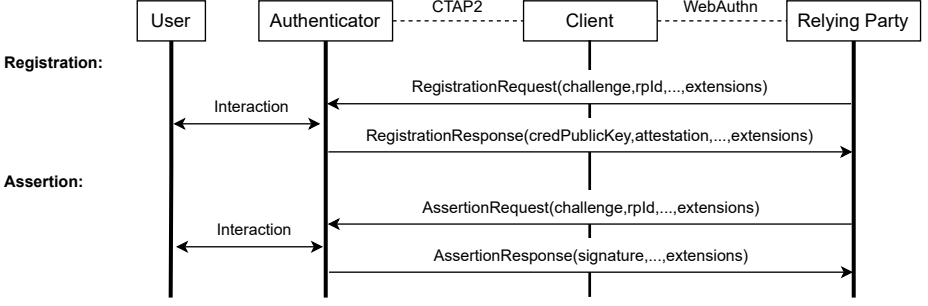 CTAP2
WebAuthn
User
Authenticator
Client
Relying Party
Registration:
RegistrationRequest(challenge,rpId,...,extensions)
Interaction
RegistrationResponse(credPublicKey,attestation,...,extensions)
Assertion:
AssertionRequest(challenge,rpId,...,extensions)
Interaction
AssertionResponse(signature,...,extensions)